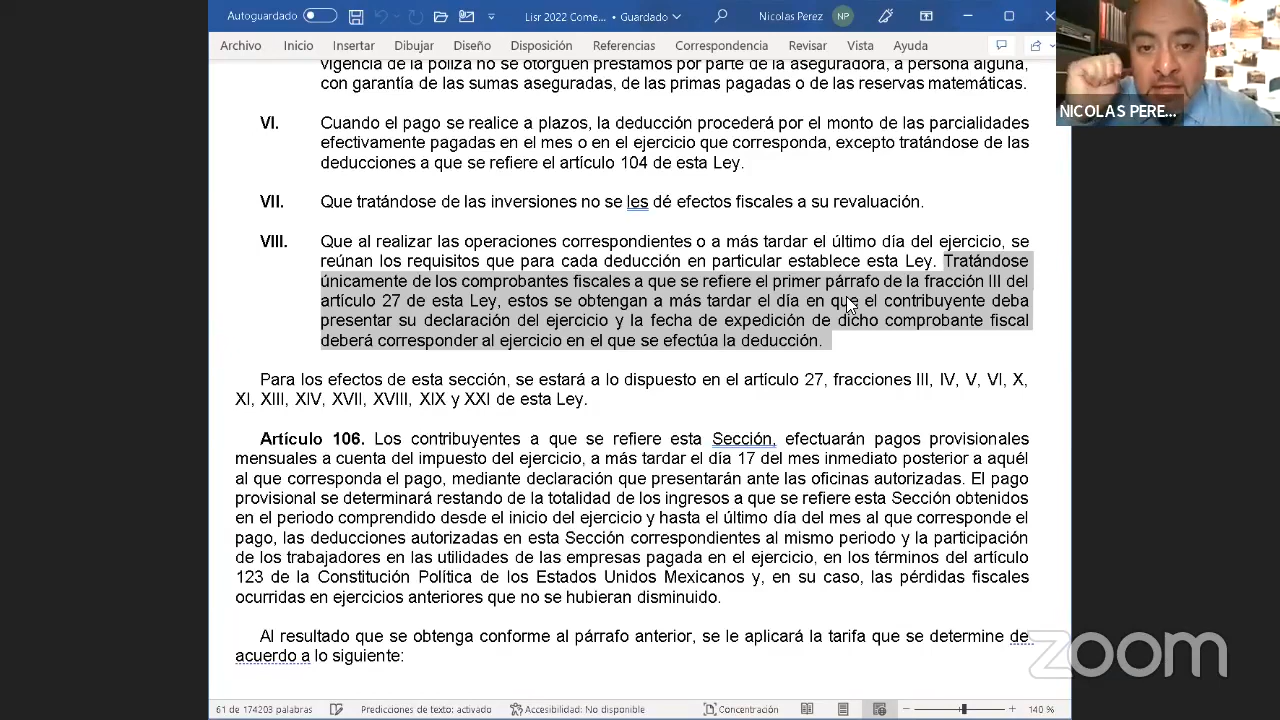 Autoguardado
Lisr 2022 Come... • Guardado
Nicolas Perez
NP
Archivo Inicio Insertar Dibujar Diseño Disposición Referencias Correspondencia Revisar Vista Ayuda
vigencia de la póliza no se otorguen préstamos por parte de la aseguradora, a persona alguna,
con garantía de las sumas aseguradas, de las primas pagadas o de las reservas matemáticas.
VI. Cuando el pago se realice a plazos, la deducción procederá por el monto de las parcialidades
efectivamente pagadas en el mes o en el ejercicio que corresponda, excepto tratándose de las
deducciones a que se refiere el artículo 104 de esta Ley.
VII. Que tratándose de las inversiones no se les dé efectos fiscales a su revaluación.
VIII. Que al realizar las operaciones correspondientes o a más tardar el último día del ejercicio, se
reúnan los requisitos que para cada deducción en particular establece esta Ley. Tratándose
únicamente de los comprobantes fiscales a que se refiere el primer párrafo de la fracción III del
artículo 27 de esta Ley, estos se obtengan a más tardar el día en que el contribuyente deba
presentar su declaración del ejercicio y la fecha de expedición de dicho comprobante fiscal
deberá corresponder al ejercicio en el que se efectúa la deducción.
Para los efectos de esta sección, se estará a lo dispuesto en el artículo 27, fracciones III, IV, V, VI, X,
XI, XIII, XIV, XVII, XVIII, XIX y XXI de esta Ley.
Artículo 106. Los contribuyentes a que se refiere esta Sección, efectuarán pagos provisionales
mensuales a cuenta del impuesto del ejercicio, a más tardar el día 17 del mes inmediato posterior a aquél
al que corresponda el pago, mediante declaración que presentarán ante las oficinas autorizadas. El pago
provisional se determinará restando de la totalidad de los ingresos a que se refiere esta Sección obtenidos
en el periodo comprendido desde el inicio del ejercicio y hasta el último día del mes al que corresponde el
pago, las deducciones autorizadas en esta Sección correspondientes al mismo periodo y la participación
de los trabajadores en las utilidades de las empresas pagada en el ejercicio, en los términos del artículo
123 de la Constitución Política de los Estados Unidos Mexicanos y, en su caso, las pérdidas fiscales
ocurridas en ejercicios anteriores que no se hubieran disminuido.
Al resultado que se obtenga conforme al párrafo anterior, se le aplicará la tarifa que se determine de
acuerdo a lo siguiente:
61 de 174203 palabras
Predicciones de texto: activado
Accesibilidad: No disponible
Concentración
140 %
NICOLAS PERE...
zoom